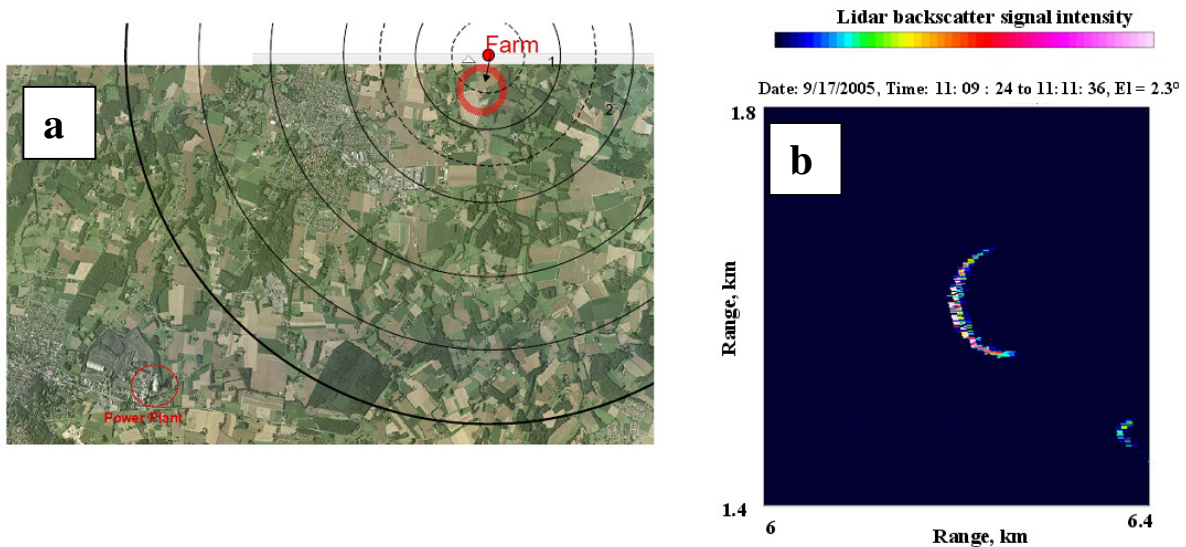 a
Farm
1
2
Power Plant
Lidar backscatter signal intensity
Date: 9/17/2005, Time: 11: 09 : 24 to 11:11: 36, El = 2.3°
1.8
b
Range, km
1.4
6
6.4
Range, km